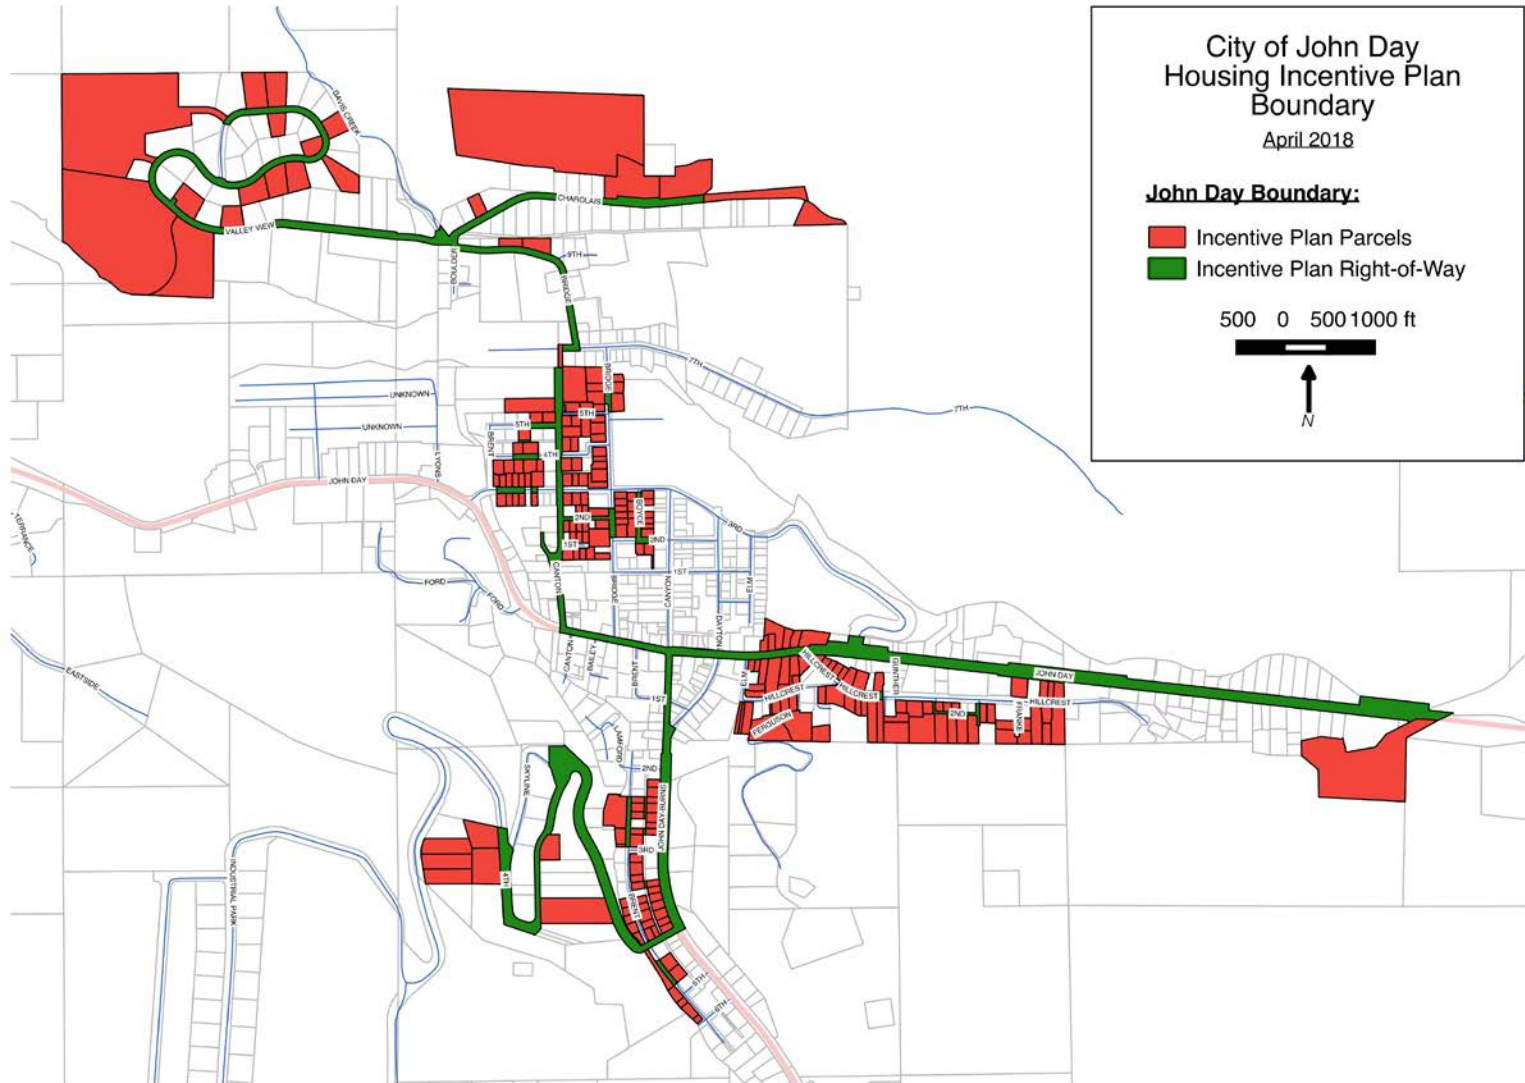 City of John Day
Housing Incentive Plan
Boundary
April 2018
John Day Boundary:
Incentive Plan Parcels
Incentive Plan Right-of-Way
500 0 500 1000 ft
N
DAVIS CREEK
CHAROLAIS
VALLEY VIEW
BOULDER
9TH
BRIDGE
7TH
7TH
BRIDGE
UNKNOWN
UNKNOWN
5TH
5TH
BRENT
4TH
LYONS
JOHN DAY
TERRANCE
BOYCE
2ND
3RD
2ND
1ST
1ST
CANTON
BRIDGE
CANYON
ELM
FORD
FORD
DAYTON
CANTON
BAILEY
BRENT
EASTSIDE
HILLCREST
GUNTHER
JOHN DAY
ELM
HILLCREST
HILLCREST
HILLCREST
1ST
FERGUSON
2ND
FRANKE
LAMFORD
2ND
SKYLINE
JOHN DAY-BURNS
3RD
4TH
BRENT
INDUSTRIAL PARK
5TH
6TH